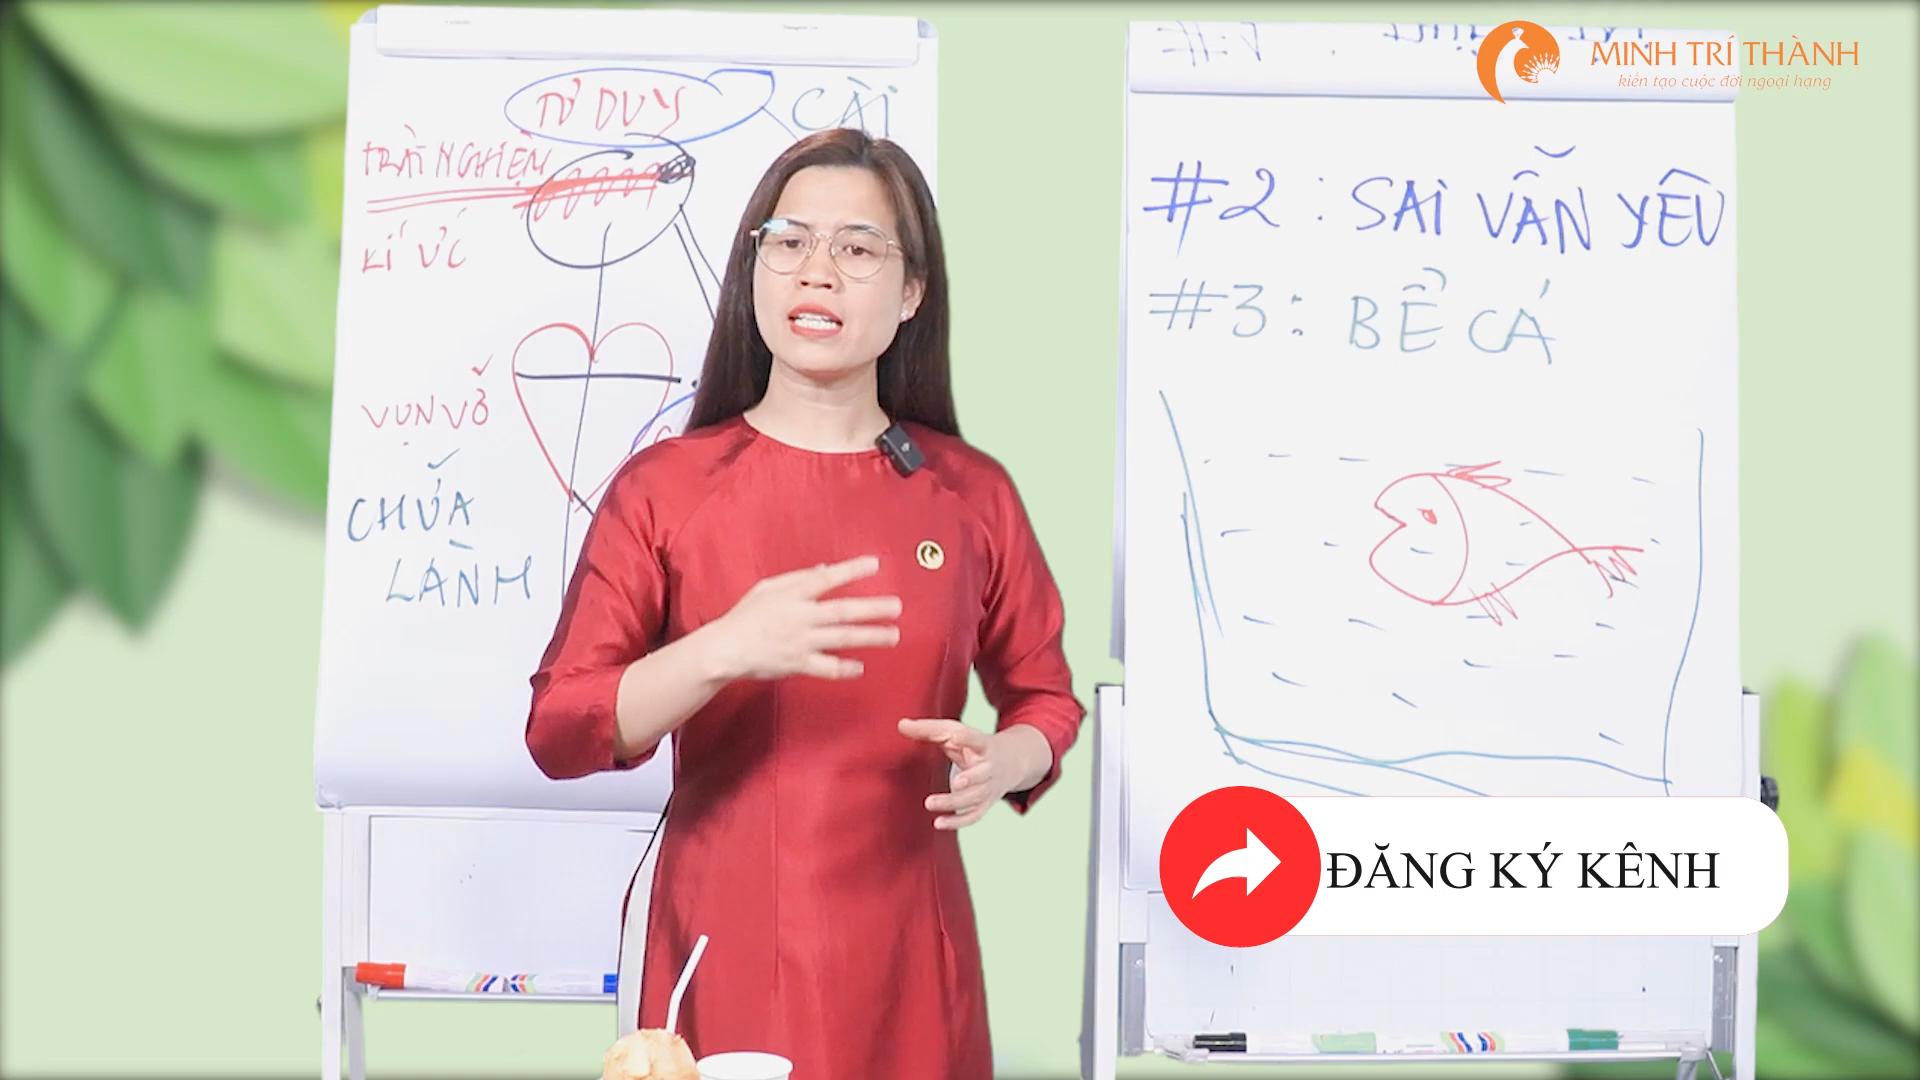 TƯ DUY
CÀI
TRẢI NGHIỆM
KÍ ỨC
VỤN VỠ
CHỮA
LÀNH
MINH TRÍ THÀNH
kiến tạo cuộc đời ngoại hạng
#2: SAI VẪN YÊU
#3: BỂ CÁ
ĐĂNG KÝ KÊNH